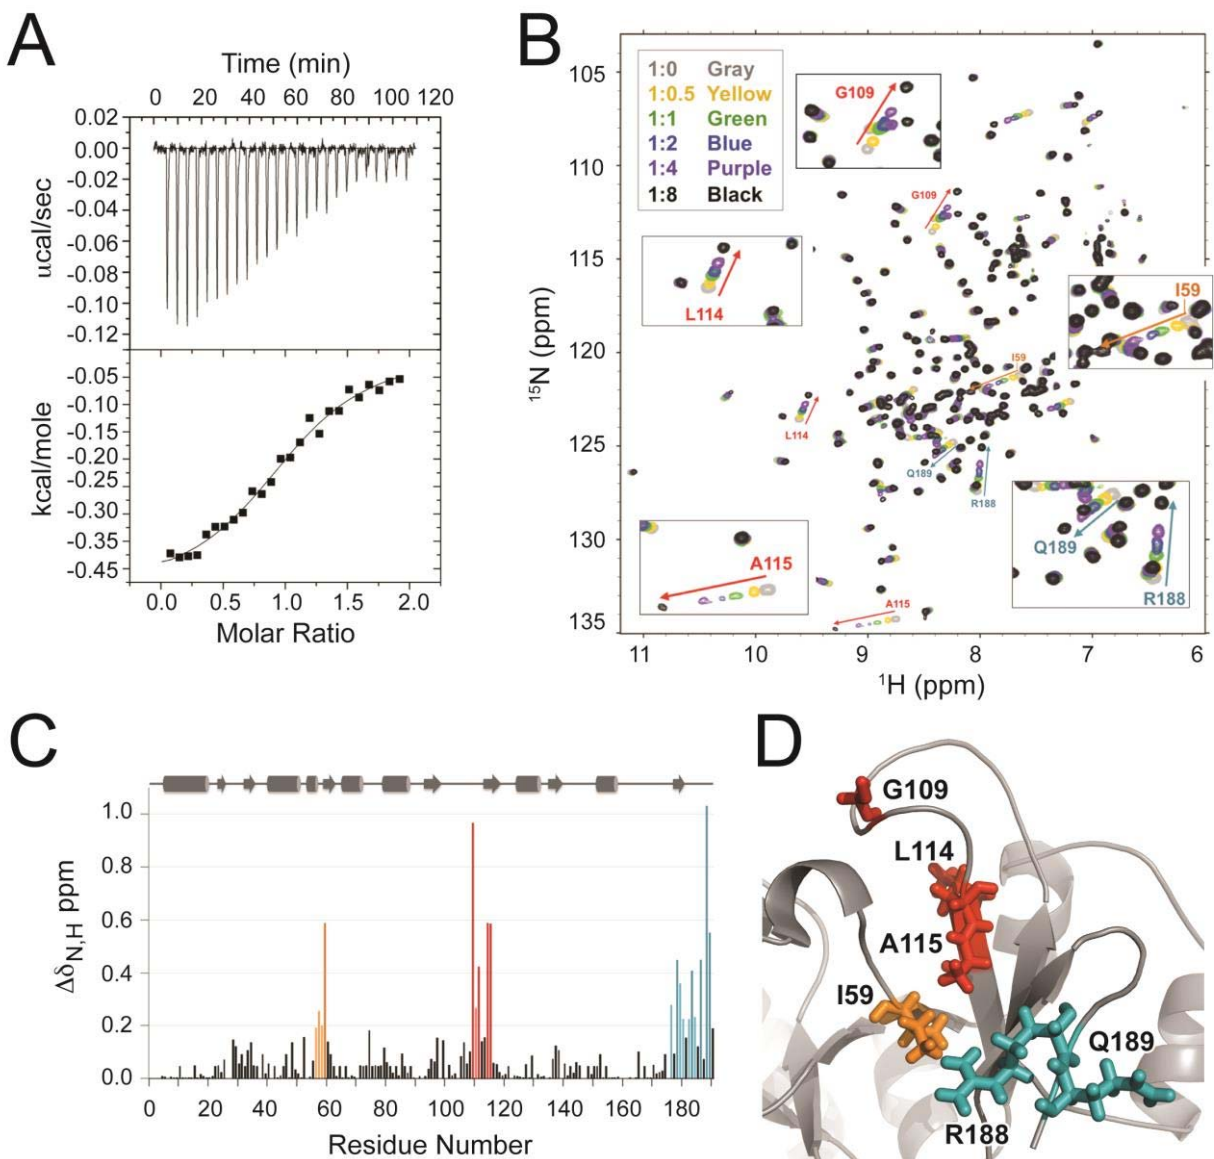 A
Time (min)
0 20 40 60 80 100 120
0.02
0.00
-0.02
-0.04
-0.06
-0.08
-0.10
-0.12
ucal/sec
-0.05
-0.10
-0.15
-0.20
-0.25
-0.30
-0.35
-0.45
kcal/mole
0.0 0.5 1.0 1.5 2.0
Molar Ratio
B
105
110
115
120
125
130
135
15N (ppm)
1:0 Gray
1:0.5 Yellow
1:1 Green
1:2 Blue
1:4 Purple
1:8 Black
G109
G109
L114
I59
I59
L114
Q189
R188
Q189
R188
A115
A115
11 10 9 8 7 6
1H (ppm)
C
1.0
0.8
0.6
0.4
0.2
0.0
ΔδN,H ppm
0 20 40 60 80 100 120 140 160 180
Residue Number
D
G109
L114
A115
I59
Q189
R188